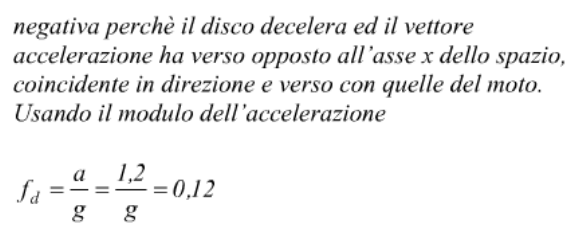 negativa perchè il disco decelera ed il vettore
accelerazione ha verso opposto all'asse x dello spazio,
coincidente in direzione e verso con quelle del moto.
Usando il modulo dell'accelerazione
f_d = a/g = 1,2/g = 0,12